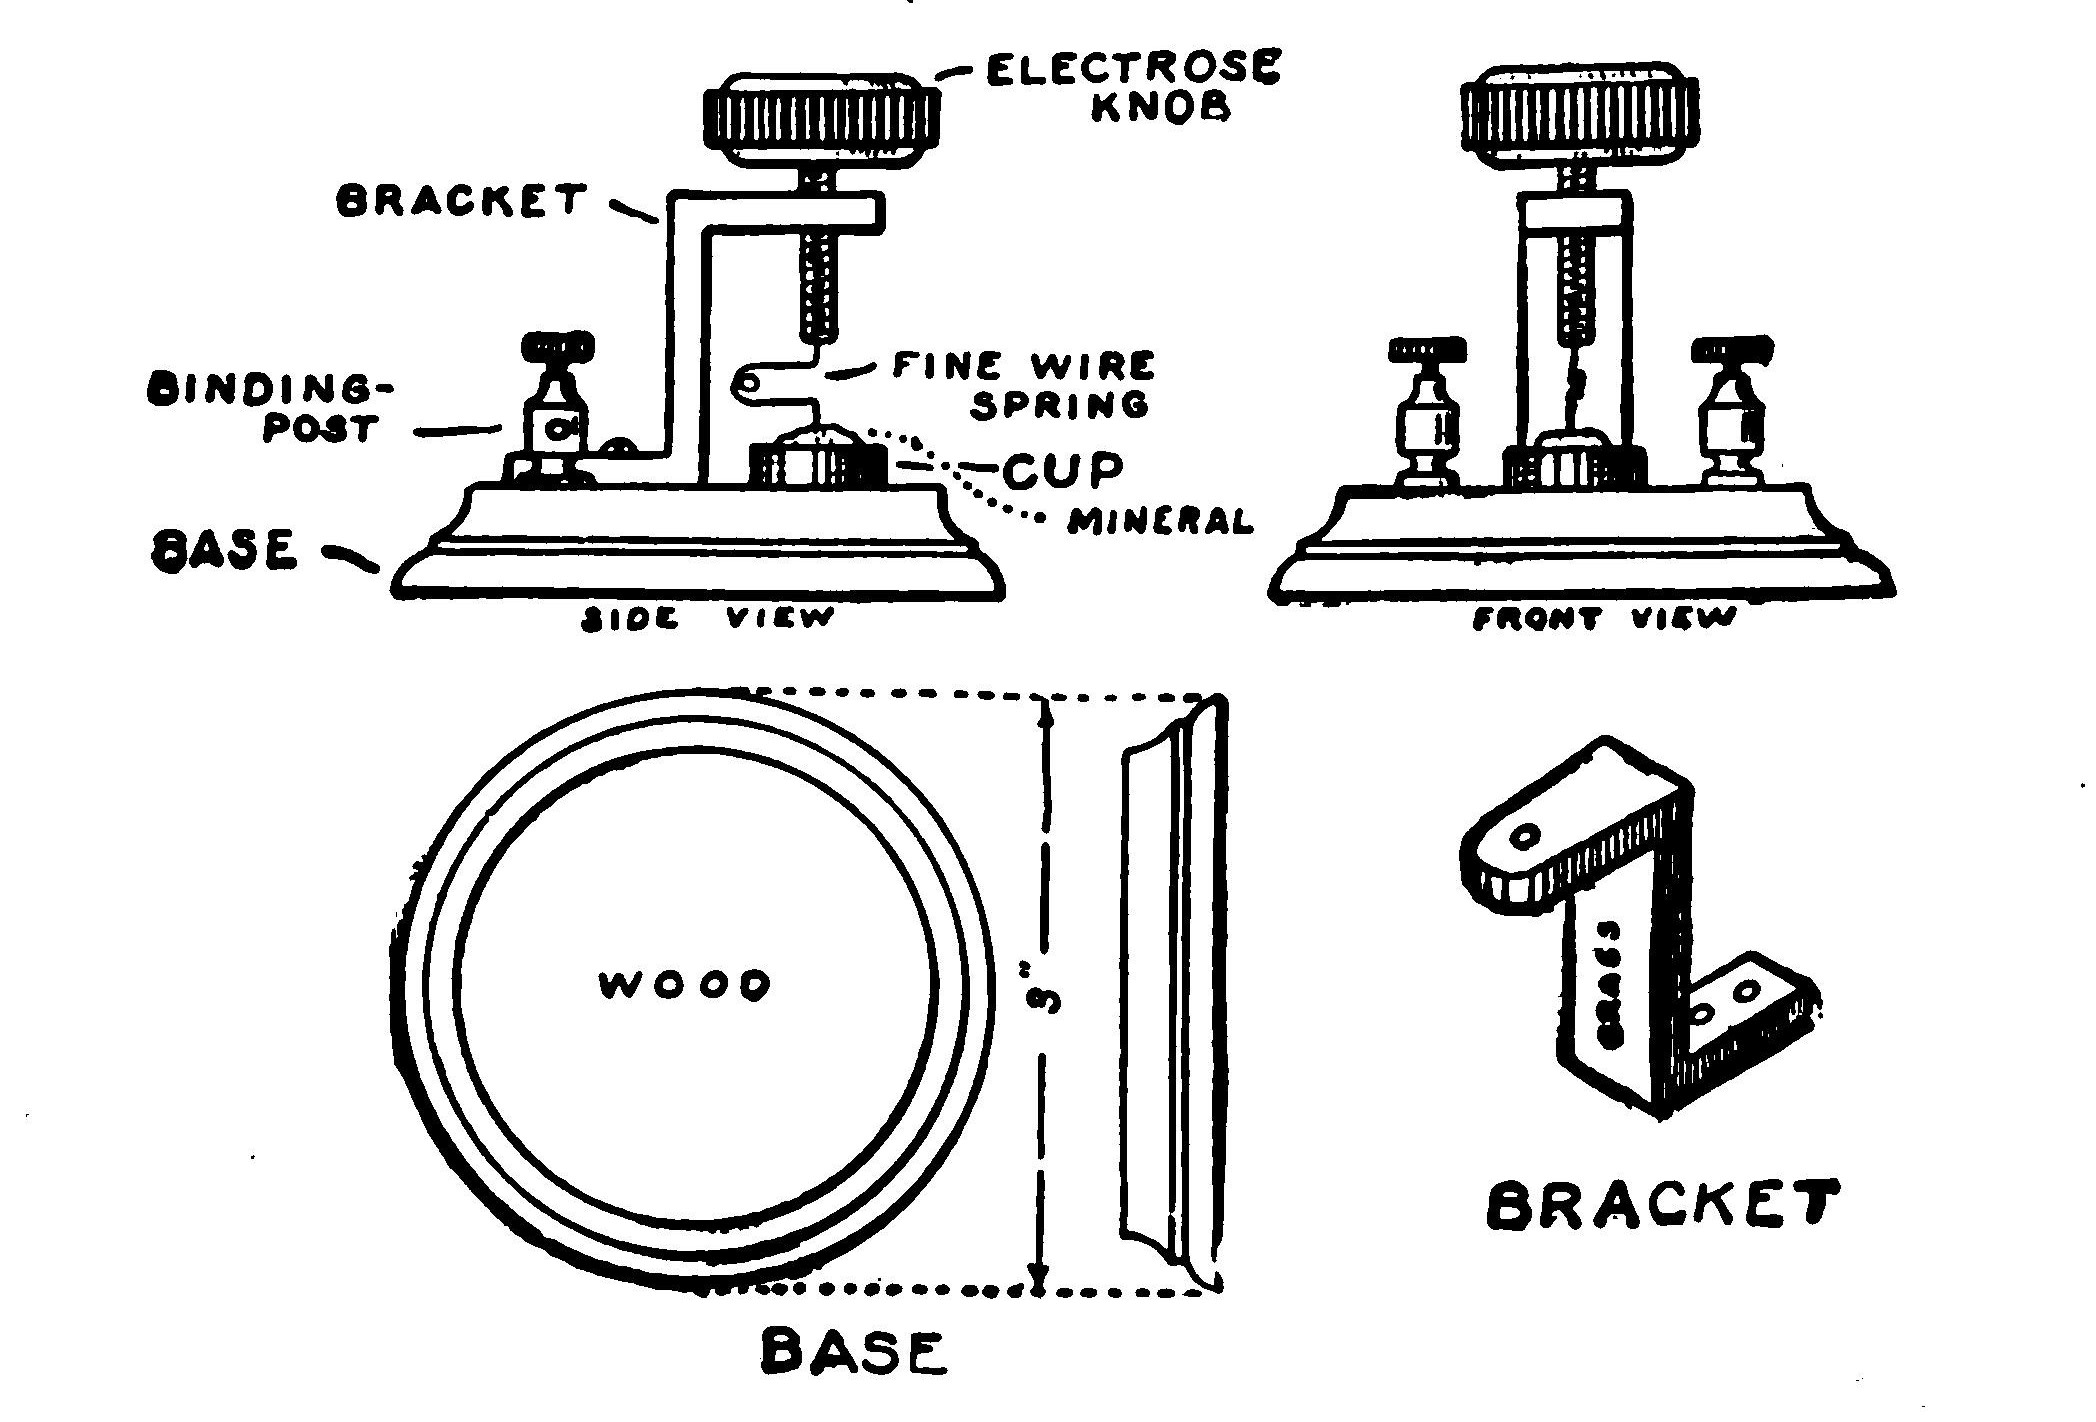 ELECTROSE
KNOB
BRACKET
BINDING-
POST
FINE WIRE
SPRING
CUP
MINERAL
BASE
SIDE VIEW
FRONT VIEW
WOOD
3"
BRASS
BRACKET
BASE